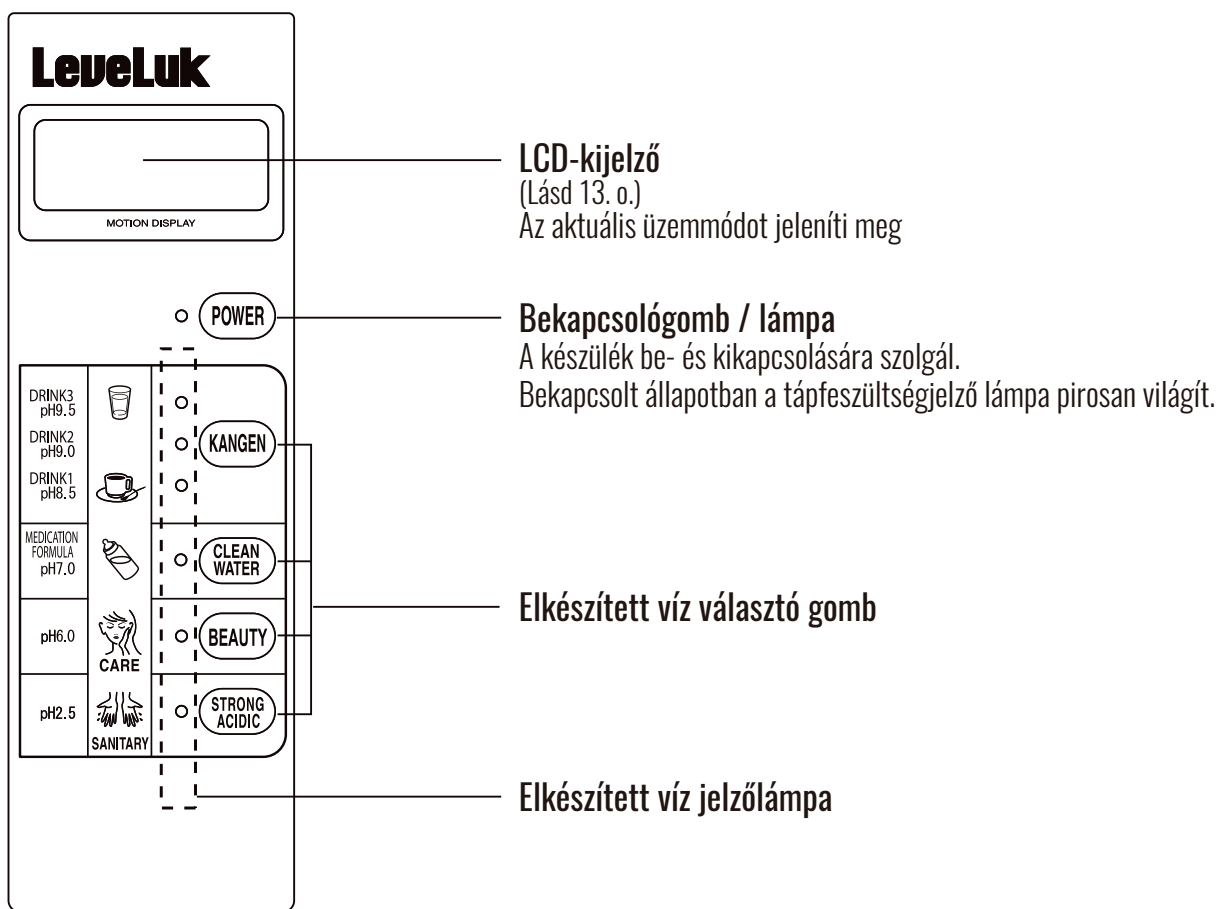 LeveLuk
MOTION DISPLAY
LCD-kijelző
(Lásd 13. o.)
Az aktuális üzemmódot jeleníti meg
POWER
Bekapcsológomb / lámpa
A készülék be- és kikapcsolására szolgál.
Bekapcsolt állapotban a tápfeszültségjelző lámpa pirosan világít.
DRINK3
pH9.5
DRINK2
pH9.0
DRINK1
pH8.5
KANGEN
MEDICATION
FORMULA
pH7.0
CLEAN
WATER
pH6.0
CARE
BEAUTY
pH2.5
SANITARY
STRONG
ACIDIC
Elkészített víz választó gomb
Elkészített víz jelzőlámpa